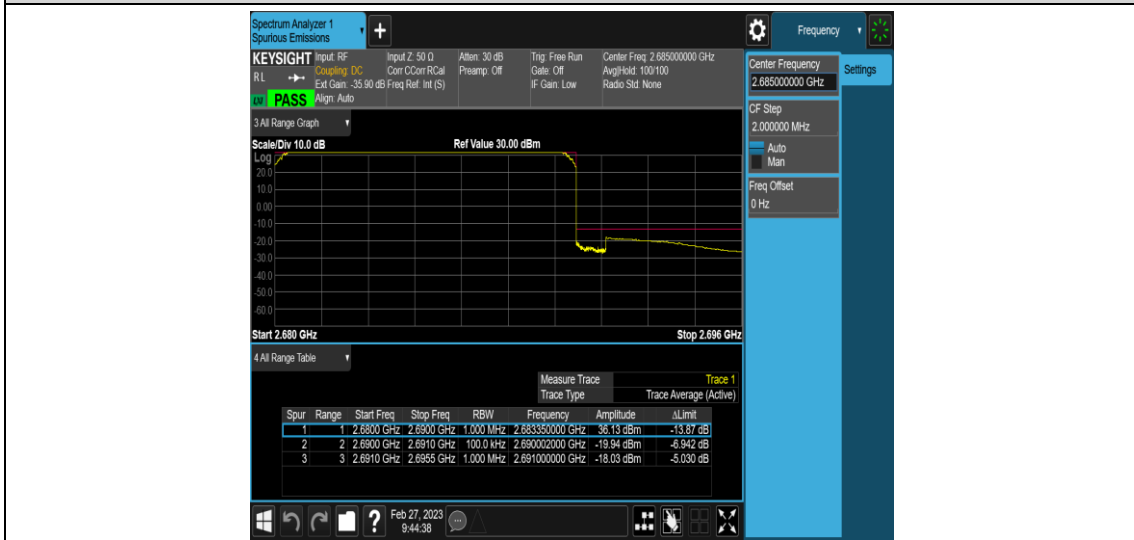 Spectrum Analyzer 1
Spurious Emissions
Frequency
KEYSIGHT
RL
PASS
Input: RF
Coupling: DC
Ext Gain: -35.90 dB
Align: Auto
Input Z: 50 Ω
Corr CCorr RCal
Freq Ref: Int (S)
Atten: 30 dB
Preamp: Off
Trig: Free Run
Gate: Off
IF Gain: Low
Center Freq: 2.685000000 GHz
Avg|Hold: 100/100
Radio Std: None
Center Frequency
2.685000000 GHz
Settings
CF Step
2.000000 MHz
Auto
Man
Freq Offset
0 Hz
3 All Range Graph
Scale/Div 10.0 dB
Ref Value 30.00 dBm
Log
20.0
10.0
0.00
-10.0
-20.0
-30.0
-40.0
-50.0
-60.0
Start 2.680 GHz
Stop 2.696 GHz
4 All Range Table
Measure Trace Trace 1
Trace Type Trace Average (Active)
Spur Range Start Freq Stop Freq RBW Frequency Amplitude ΔLimit
1 1 2.6800 GHz 2.6900 GHz 1.000 MHz 2.683350000 GHz 36.13 dBm -13.87 dB
2 2 2.6900 GHz 2.6910 GHz 100.0 kHz 2.690002000 GHz -19.94 dBm -6.942 dB
3 3 2.6910 GHz 2.6955 GHz 1.000 MHz 2.691000000 GHz -18.03 dBm -5.030 dB
Feb 27, 2023
9:44:38